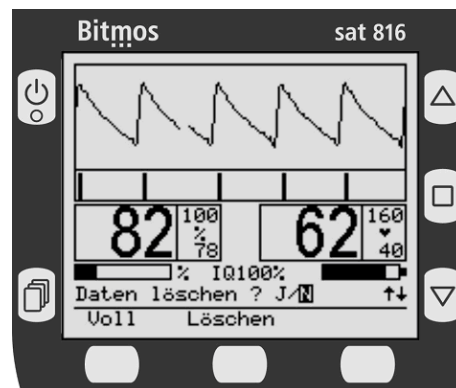 Bitmos sat 816
82 100 % 78 62 160 ♥ 40
% IQ100%
Daten löschen ? J/N ↑↓
Voll Löschen